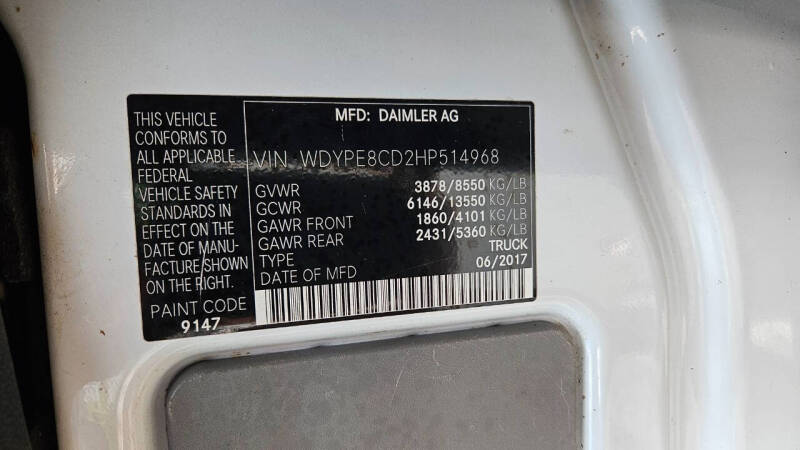 THIS VEHICLE
CONFORMS TO
ALL APPLICABLE
FEDERAL
VEHICLE SAFETY
STANDARDS IN
EFFECT ON THE
DATE OF MANU-
FACTURE SHOWN
ON THE RIGHT.
PAINT CODE
9147
MFD: DAIMLER AG
VIN WDYPE8CD2HP514968
GVWR 3878/8550 KG/LB
GCWR 6146/13550 KG/LB
GAWR FRONT 1860/4101 KG/LB
GAWR REAR 2431/5360 KG/LB
TYPE TRUCK
DATE OF MFD 06/2017